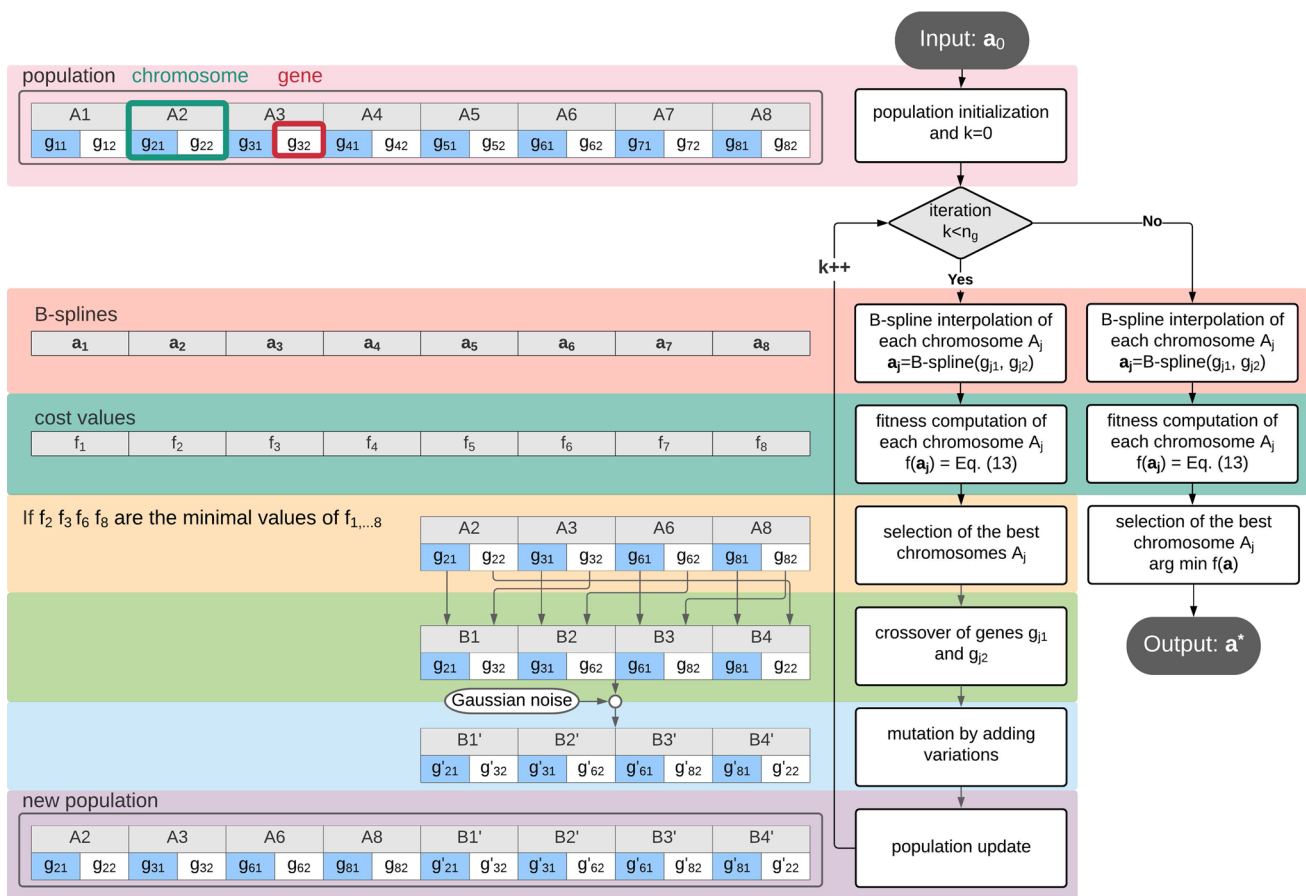 Input: a₀
population chromosome gene
A1 A2 A3 A4 A5 A6 A7 A8
g₁₁ g₁₂ g₂₁ g₂₂ g₃₁ g₃₂ g₄₁ g₄₂ g₅₁ g₅₂ g₆₁ g₆₂ g₇₁ g₇₂ g₈₁ g₈₂
population initialization
and k=0
iteration
k<n_g
No
Yes
k++
B-splines
a₁ a₂ a₃ a₄ a₅ a₆ a₇ a₈
B-spline interpolation of
each chromosome Aⱼ
aⱼ=B-spline(gⱼ₁, gⱼ₂)
B-spline interpolation of
each chromosome Aⱼ
aⱼ=B-spline(gⱼ₁, gⱼ₂)
cost values
f₁ f₂ f₃ f₄ f₅ f₆ f₇ f₈
fitness computation of
each chromosome Aⱼ
f(aⱼ) = Eq. (13)
fitness computation of
each chromosome Aⱼ
f(aⱼ) = Eq. (13)
If f₂ f₃ f₆ f₈ are the minimal values of f₁,...₈
A2 A3 A6 A8
g₂₁ g₂₂ g₃₁ g₃₂ g₆₁ g₆₂ g₈₁ g₈₂
selection of the best
chromosomes Aⱼ
selection of the best
chromosome Aⱼ
arg min f(a)
B1 B2 B3 B4
g₂₁ g₃₂ g₃₁ g₆₂ g₆₁ g₈₂ g₈₁ g₂₂
crossover of genes gⱼ₁
and gⱼ₂
Output: a*
Gaussian noise
B1' B2' B3' B4'
g'₂₁ g'₃₂ g'₃₁ g'₆₂ g'₆₁ g'₈₂ g'₈₁ g'₂₂
mutation by adding
variations
new population
A2 A3 A6 A8 B1' B2' B3' B4'
g₂₁ g₂₂ g₃₁ g₃₂ g₆₁ g₆₂ g₈₁ g₈₂ g'₂₁ g'₃₂ g'₃₁ g'₆₂ g'₆₁ g'₈₂ g'₈₁ g'₂₂
population update